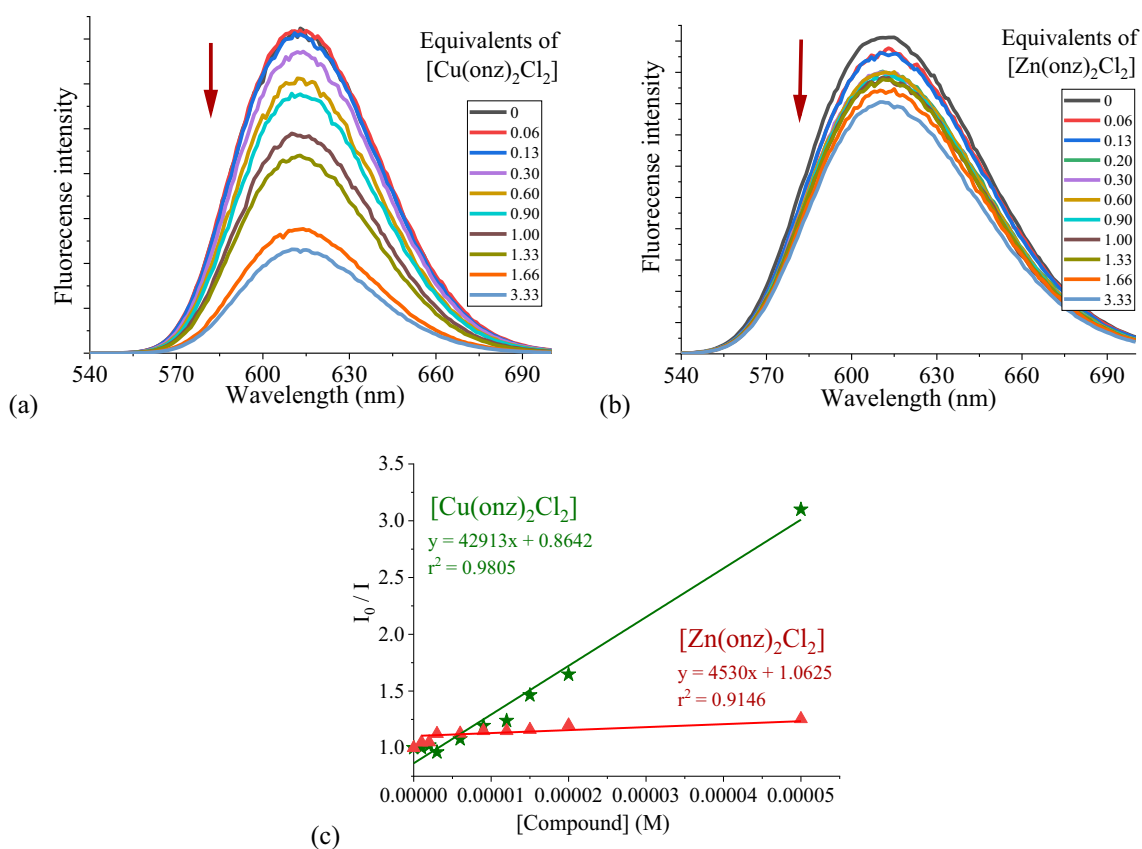 Equivalents of
[Cu(onz)2Cl2]
0
0.06
0.13
0.30
0.60
0.90
1.00
1.33
1.66
3.33
Fluorecense intensity
540 570 600 630 660 690
Wavelength (nm)
(a)
Equivalents of
[Zn(onz)2Cl2]
0
0.06
0.13
0.20
0.30
0.60
0.90
1.00
1.33
1.66
3.33
Fluorecense intensity
540 570 600 630 660 690
Wavelength (nm)
(b)
3.5
3.0
2.5
2.0
1.5
1.0
I0 / I
[Cu(onz)2Cl2]
y = 42913x + 0.8642
r2 = 0.9805
[Zn(onz)2Cl2]
y = 4530x + 1.0625
r2 = 0.9146
0.00000 0.00001 0.00002 0.00003 0.00004 0.00005
[Compound] (M)
(c)